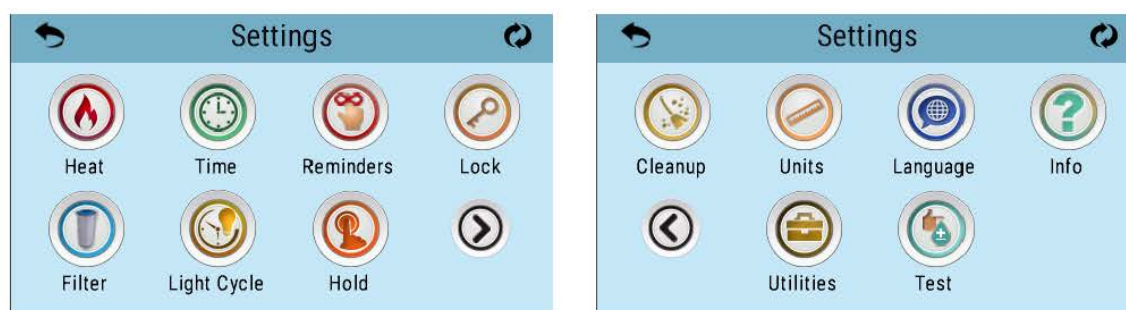 Settings
Heat Time Reminders Lock
Filter Light Cycle Hold
Settings
Cleanup Units Language Info
Utilities Test